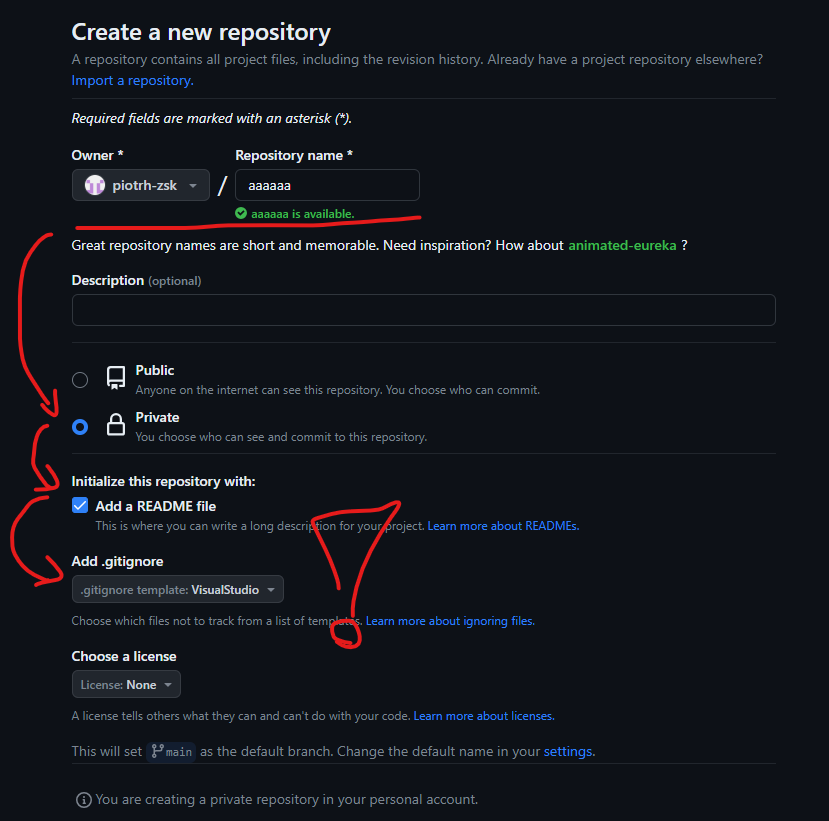 Create a new repository
A repository contains all project files, including the revision history. Already have a project repository elsewhere?
Import a repository.
Required fields are marked with an asterisk (*).
Owner * Repository name *
piotrh-zsk / aaaaaa
aaaaaa is available.
Great repository names are short and memorable. Need inspiration? How about animated-eureka ?
Description (optional)
Public
Anyone on the internet can see this repository. You choose who can commit.
Private
You choose who can see and commit to this repository.
Initialize this repository with:
Add a README file
This is where you can write a long description for your project. Learn more about READMEs.
Add .gitignore
.gitignore template: VisualStudio
Choose which files not to track from a list of templates. Learn more about ignoring files.
Choose a license
License: None
A license tells others what they can and can't do with your code. Learn more about licenses.
This will set main as the default branch. Change the default name in your settings.
You are creating a private repository in your personal account.